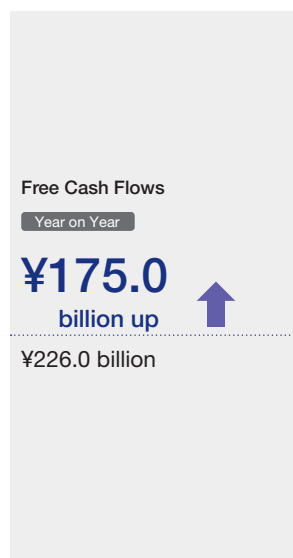 Free Cash Flows
Year on Year
¥175.0
billion up
¥226.0 billion